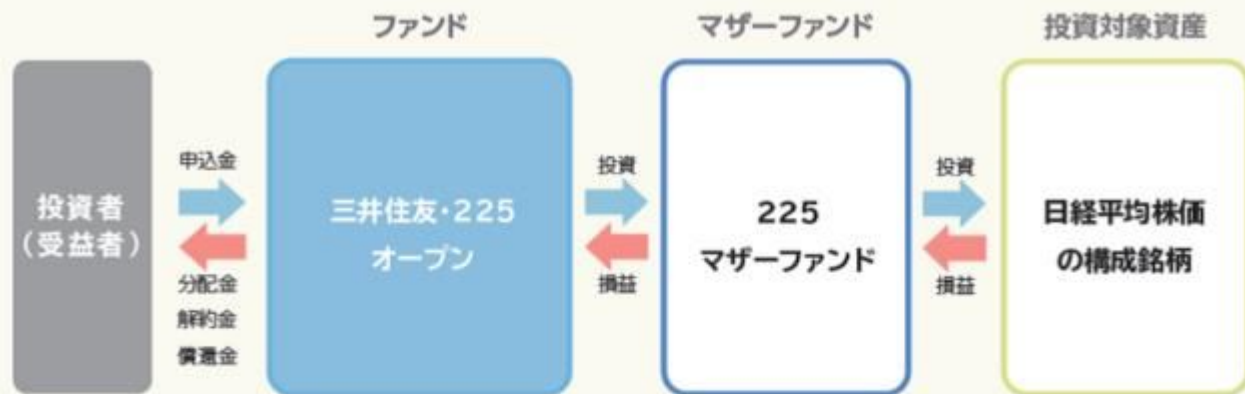 ファンド
マザーファンド
投資対象資産
投資者
（受益者）
申込金
分配金
解約金
償還金
三井住友・225
オープン
投資
損益
225
マザーファンド
投資
損益
日経平均株価
の構成銘柄